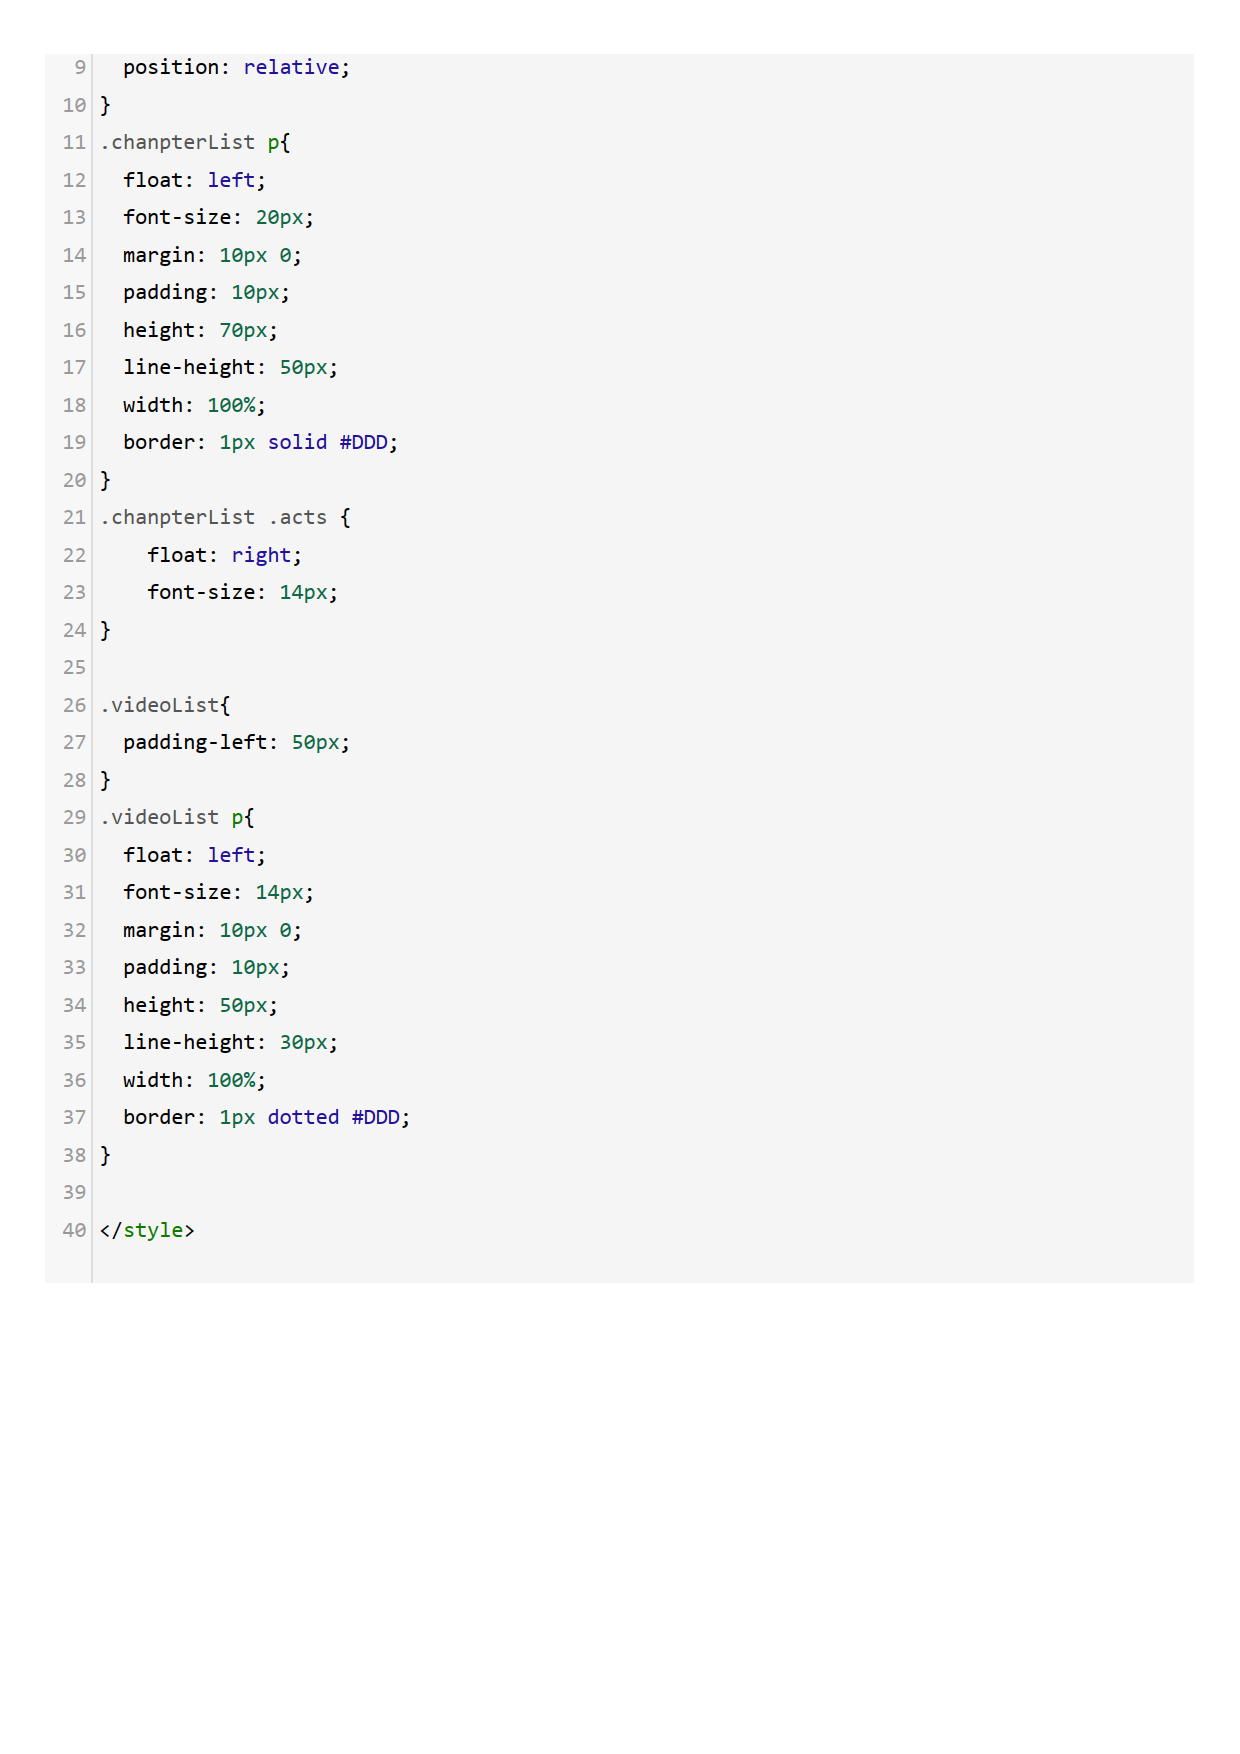 9 position: relative;
10 }
11 .chanpterList p{
12 float: left;
13 font-size: 20px;
14 margin: 10px 0;
15 padding: 10px;
16 height: 70px;
17 line-height: 50px;
18 width: 100%;
19 border: 1px solid #DDD;
20 }
21 .chanpterList .acts {
22 float: right;
23 font-size: 14px;
24 }
25
26 .videoList{
27 padding-left: 50px;
28 }
29 .videoList p{
30 float: left;
31 font-size: 14px;
32 margin: 10px 0;
33 padding: 10px;
34 height: 50px;
35 line-height: 30px;
36 width: 100%;
37 border: 1px dotted #DDD;
38 }
39
40 </style>